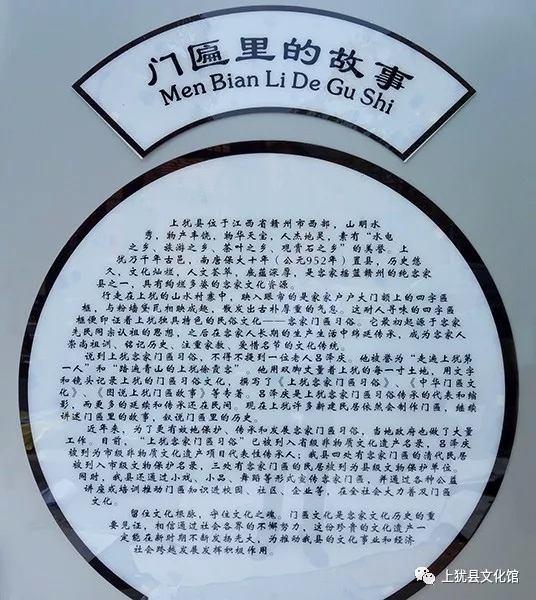 门匾里的故事
Men Bian Li De Gu Shi
上犹县位于江西省赣州市西部，山明水
秀，物产丰饶，物华天宝，人杰地灵，素有“水电
之乡、旅游之乡、茶叶之乡、观赏石之乡”的美誉。上
犹乃千年古邑，南唐保大十年（公元952年）置县，历史悠
久、文化灿烂，人文荟萃，底蕴深厚，是客家摇篮赣州的纯客家
县之一，具有绚烂多姿的客家文化资源。
行走在上犹的山水村寨中，映入眼帘的是家家户户大门额上的四字匾
框，与粉墙黛瓦相映成趣，散发出古朴厚重的气息。这耐人寻味的四字匾
框便印证着上犹独具特色的民俗文化——客家门匾习俗。它最初起源于客家
先民同宗认祖的思想，之后在客家人长期的生产生活中绵延传承，成为客家人
崇尚祖训、铭记历史、注重家教、爱惜名节的文化传统。
说到上犹客家门匾习俗，不得不提到一位老人吕泽庆。他被誉为“走遍上犹第
一人”和“踏遍青山的上犹徐霞客”。他用双脚丈量着上犹的每一寸土地，用文字
和镜头记录上犹的门匾习俗文化，撰写了《上犹客家门匾习俗》、《中华门匾文
化》、《图说上犹门匾故事》等专著。吕泽庆是上犹客家门匾习俗传承的代表和缩
影，而更多的延续和传承还在民间。现在上犹许多新建民居依然会制作门匾，继续
讲述门匾里的故事，叙说门匾里的历史。
近年来，为了更有效地保护、传承和发展客家门匾习俗，当地政府也做了大量
工作。目前，“上犹客家门匾习俗”已被列入省级非物质文化遗产名录，吕泽庆
被列为市级非物质文化遗产项目代表性传承人；我县四处有客家门匾的清代民居
被列入市级文物保护名录，三处有客家门匾的民居被列为县级文物保护单位。
同时，我县还通过小戏、小品、舞蹈等形式宣传客家门匾，并通过各种公益
讲座或培训推动门匾知识进校园、社区、企业等，在全社会大力普及门匾
文化。
留住文化根脉，守住文化之魂。门匾文化是客家文化历史的重
要见证，相信通过社会各界的不懈努力，这份珍贵的文化遗产一
定能在新时期不断发扬光大，为推动我县的文化事业和经济
社会跨越发展发挥积极作用。
上犹县文化馆